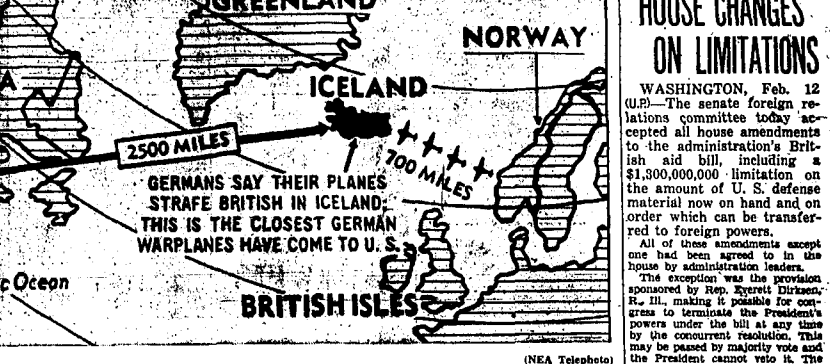 GREENLAND
NORWAY
ICELAND
A
2500 MILES
700 MILES
GERMANS SAY THEIR PLANES
STRAFE BRITISH IN ICELAND;
THIS IS THE CLOSEST GERMAN
WARPLANES HAVE COME TO U. S.
c Ocean
BRITISH ISLES
(NEA Telephoto)
HOUSE CHANGES
ON LIMITATIONS
WASHINGTON, Feb. 12
(U.P.)—The senate foreign re-
lations committee today ac-
cepted all house amendments
to the administration's Brit-
ish aid bill, including a
$1,300,000,000 limitation on
the amount of U. S. defense
material now on hand and on
order which can be transfer-
red to foreign powers.
All of these amendments except
one had been agreed to in the
house by administration leaders.
The exception was the provision
sponsored by Rep. Everett Dirksen,
R., Ill., making it possible for con-
gress to terminate the President's
powers under the bill at any time
by the concurrent resolution. This
may be passed by majority vote and
the President cannot veto it. The